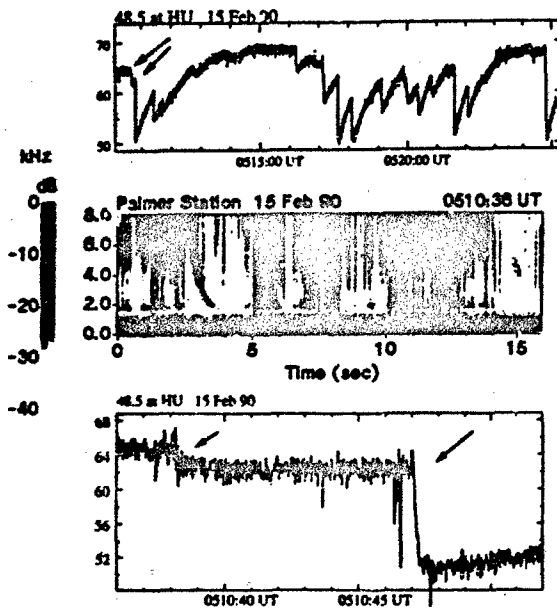 48.5 at HU 15 Feb 90
70
60
50
0515:00 UT
0520:00 UT
kHz
dB
0
-10
-20
-30
-40
Palmer Station 15 Feb 90 0510:36 UT
8.0
6.0
4.0
2.0
0.0
0 5 10 15
Time (sec)
48.5 at HU 15 Feb 90
68
64
60
56
52
0510:40 UT
0510:45 UT